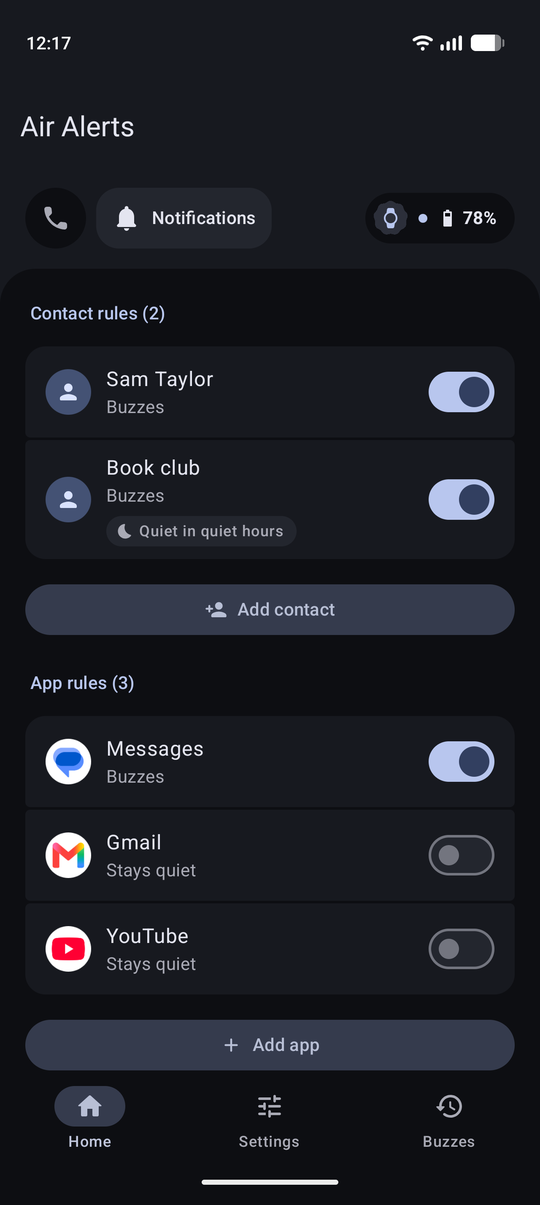 12:17
Air Alerts
Notifications
78%
Contact rules (2)
Sam Taylor
Buzzes
Book club
Buzzes
Quiet in quiet hours
Add contact
App rules (3)
Messages
Buzzes
Gmail
Stays quiet
YouTube
Stays quiet
Add app
Home
Settings
Buzzes